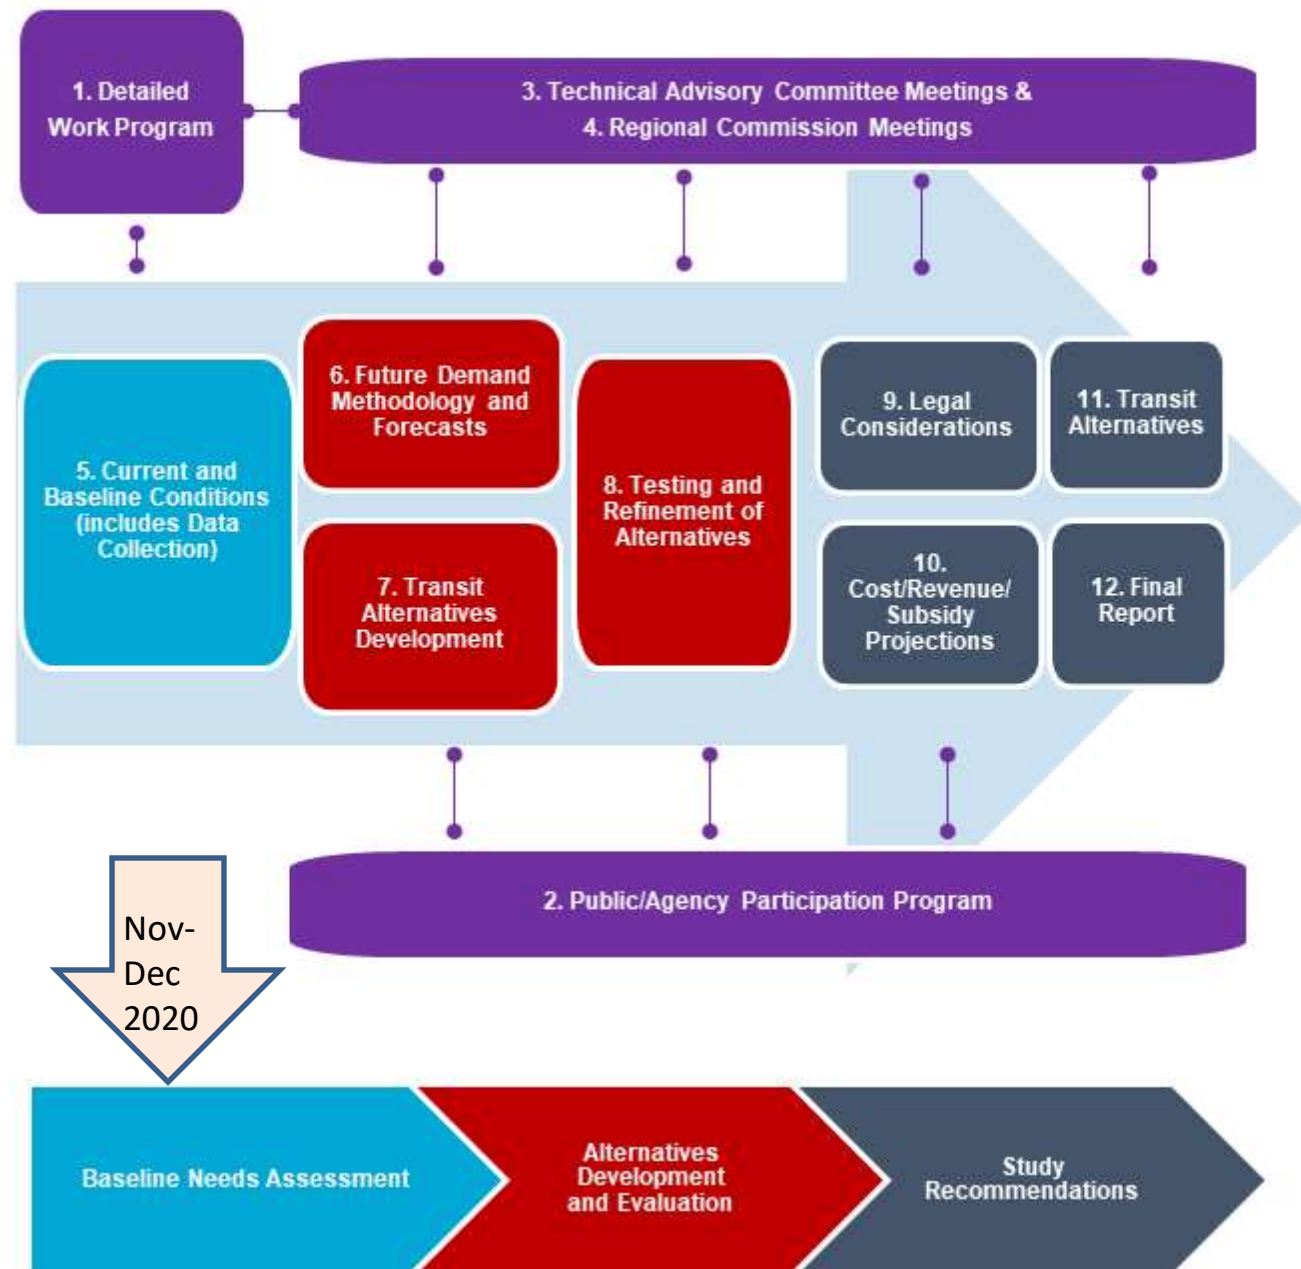 1. Detailed
Work Program
3. Technical Advisory Committee Meetings &
4. Regional Commission Meetings
5. Current and
Baseline Conditions
(includes Data
Collection)
6. Future Demand
Methodology and
Forecasts
7. Transit
Alternatives
Development
8. Testing and
Refinement of
Alternatives
9. Legal
Considerations
10.
Cost/Revenue/
Subsidy
Projections
11. Transit
Alternatives
12. Final
Report
2. Public/Agency Participation Program
Nov-
Dec
2020
Baseline Needs Assessment
Alternatives
Development
and Evaluation
Study
Recommendations